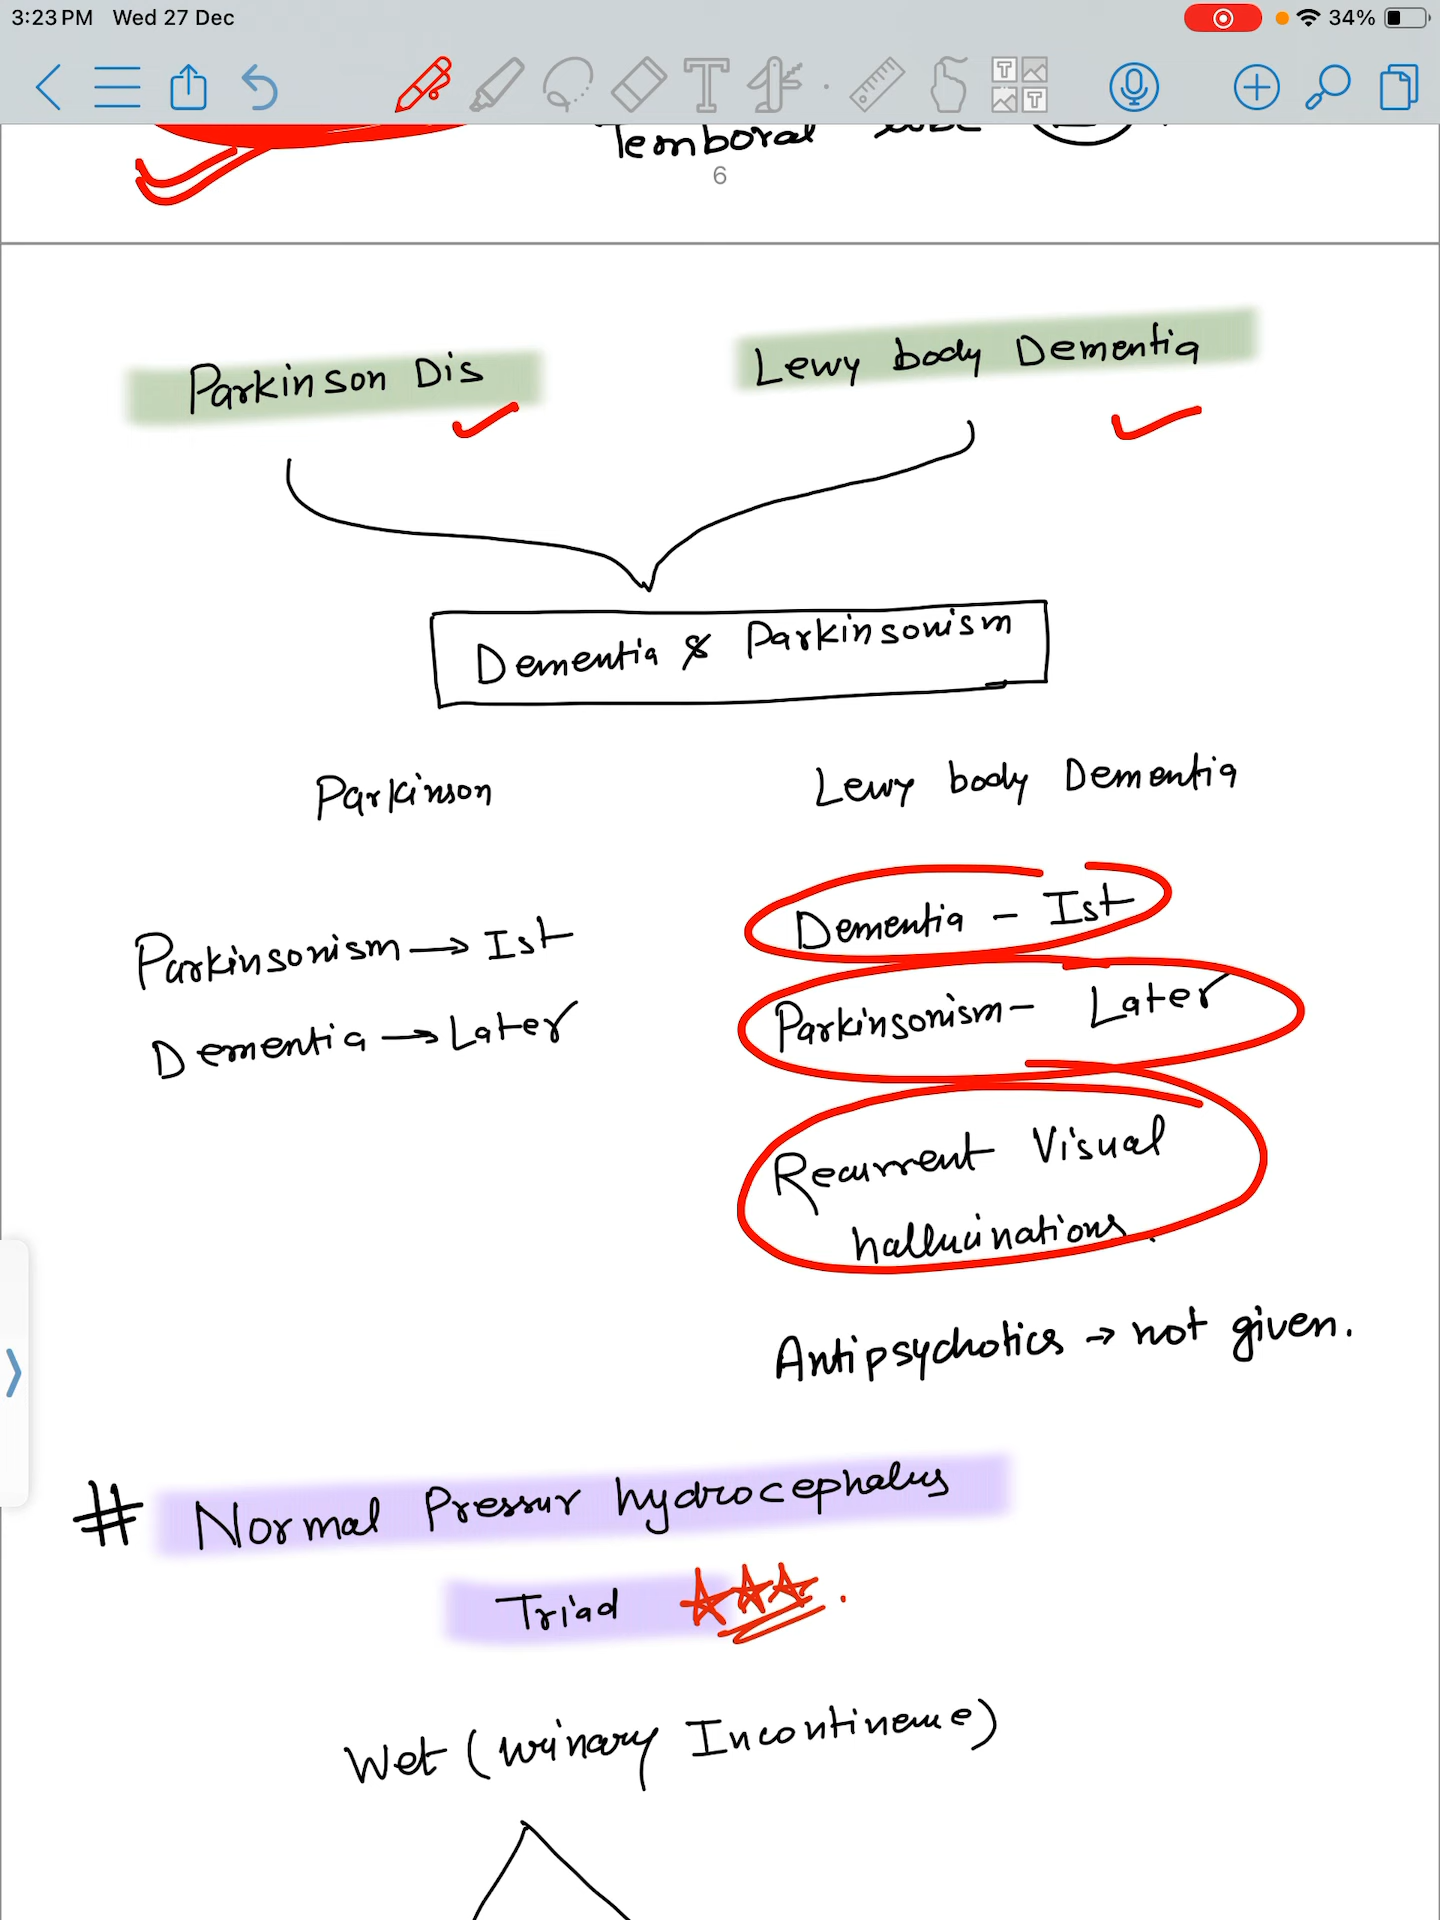 3:23 PM Wed 27 Dec
34%
T
T
T
Temboral
6
Parkinson Dis
Lewy body Dementia
Dementia & Parkinsonism
Parkinson
Lewy body Dementia
Parkinsonism → Ist
Dementia → Later
Dementia - Ist
Parkinsonism - Later
Recurrent Visual
hallucinations.
Antipsychotics → not given.
# Normal Pressur hydrocephalus
Triad
Wet (urinary Incontinence)